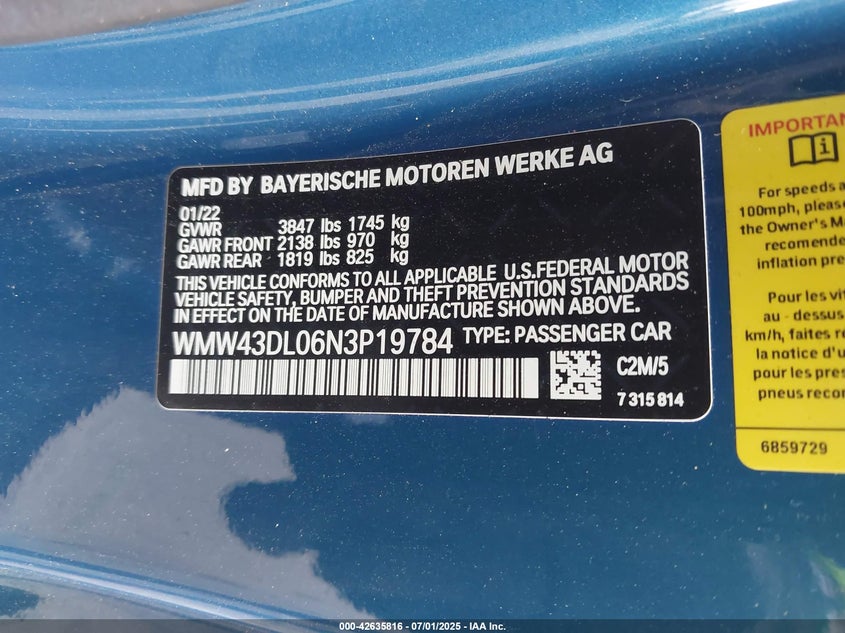 MFD BY BAYERISCHE MOTOREN WERKE AG
01/22
GVWR 3847 lbs 1745 kg
GAWR FRONT 2138 lbs 970 kg
GAWR REAR 1819 lbs 825 kg
THIS VEHICLE CONFORMS TO ALL APPLICABLE U.S.FEDERAL MOTOR
VEHICLE SAFETY, BUMPER AND THEFT PREVENTION STANDARDS
IN EFFECT ON THE DATE OF MANUFACTURE SHOWN ABOVE.
WMW43DL06N3P19784 TYPE: PASSENGER CAR
C2M/5
7 315 814
IMPORTAN
For speeds a
100mph, please
the Owner's Ma
recomende
inflation pre
Pour les vit
au - dessus
km/h, faites re
la notice d'u
pour les pres
pneus recon
6859729
000-42635816 - 07/01/2025 - IAA Inc.